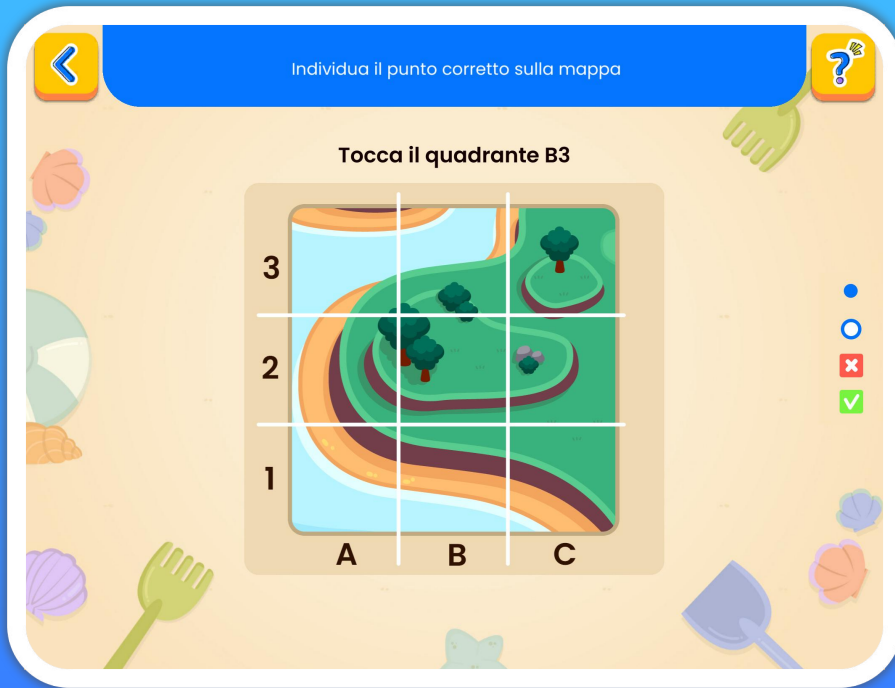 Individua il punto corretto sulla mappa
Tocca il quadrante B3
3
2
1
A B C